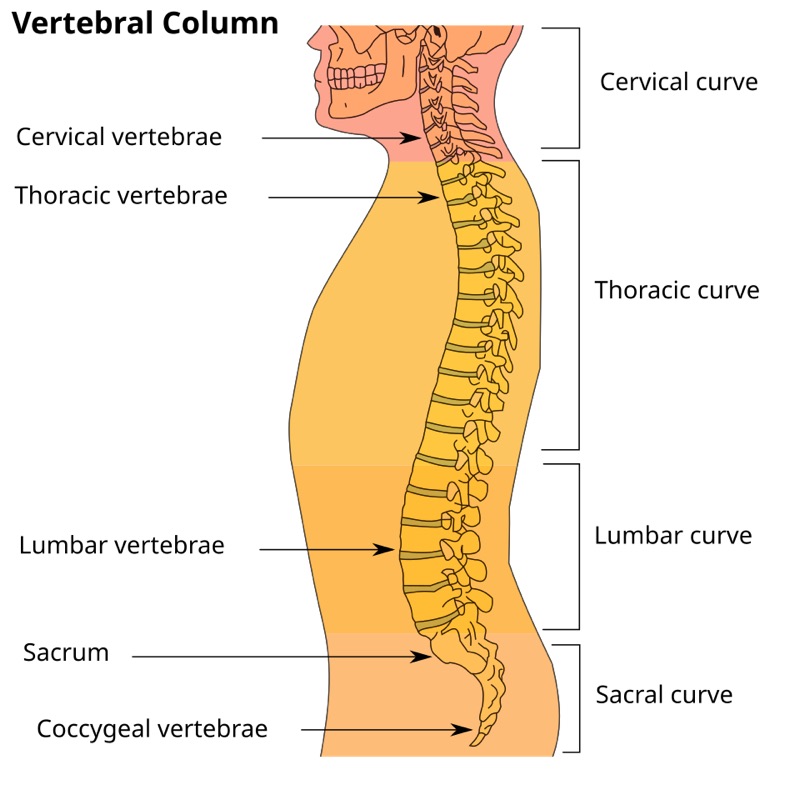 Vertebral Column
Cervical curve
Cervical vertebrae
Thoracic vertebrae
Thoracic curve
Lumbar curve
Lumbar vertebrae
Sacrum
Sacral curve
Coccygeal vertebrae